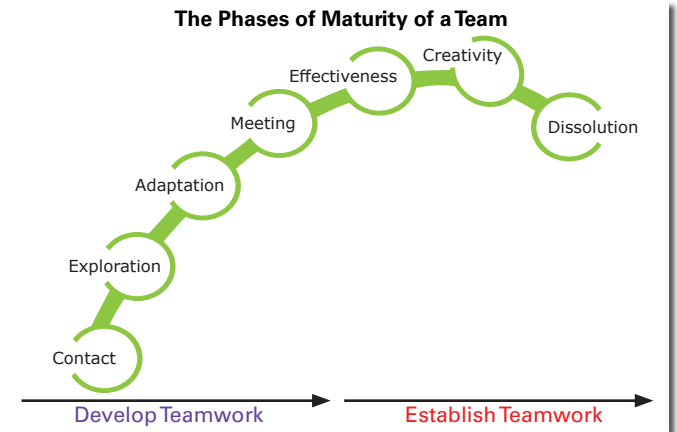 The Phases of Maturity of a Team
Creativity
Effectiveness
Meeting
Dissolution
Adaptation
Exploration
Contact
Develop Teamwork
Establish Teamwork